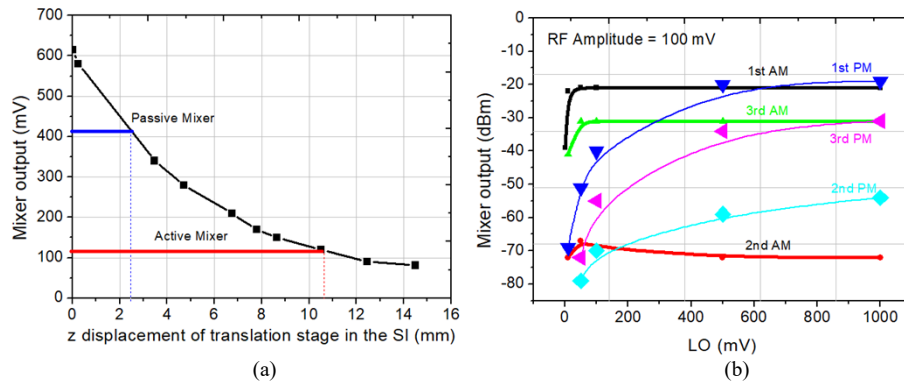 700
600
500
400
300
200
100
0
Mixer output (mV)
Passive Mixer
Active Mixer
0 2 4 6 8 10 12 14 16
z displacement of translation stage in the SI (mm)
(a)
0
-10
-20
-30
-40
-50
-60
-70
-80
Mixer output (dBm)
RF Amplitude = 100 mV
1st AM
1st PM
3rd AM
3rd PM
2nd PM
2nd AM
0 200 400 600 800 1000
LO (mV)
(b)